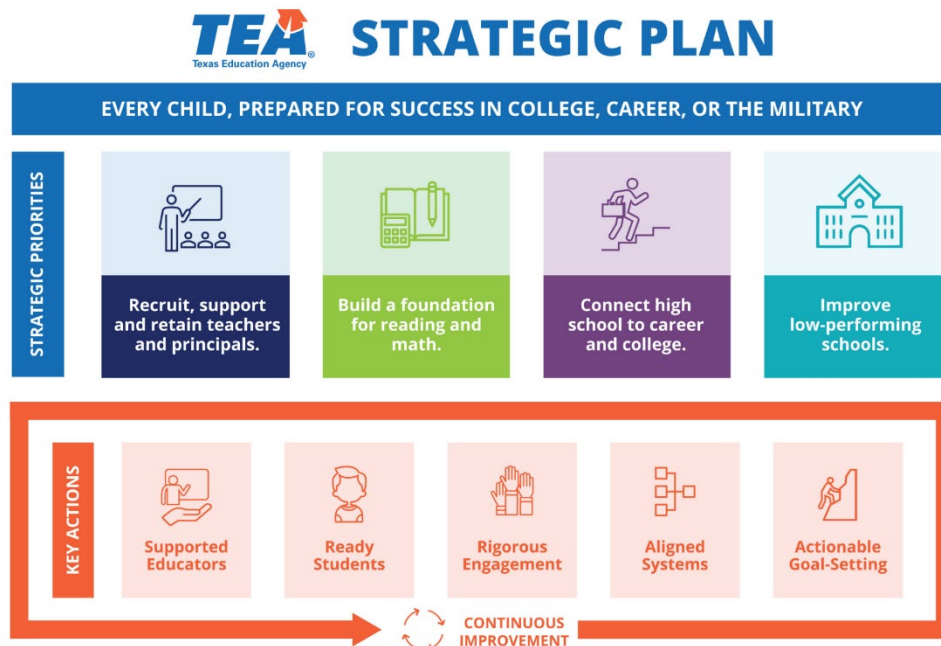 TEA
®
Texas Education Agency
STRATEGIC PLAN
EVERY CHILD, PREPARED FOR SUCCESS IN COLLEGE, CAREER, OR THE MILITARY
STRATEGIC PRIORITIES
Recruit, support
and retain teachers
and principals.
Build a foundation
for reading and
math.
Connect high
school to career
and college.
Improve
low-performing
schools.
KEY ACTIONS
Supported
Educators
Ready
Students
Rigorous
Engagement
Aligned
Systems
Actionable
Goal-Setting
CONTINUOUS
IMPROVEMENT